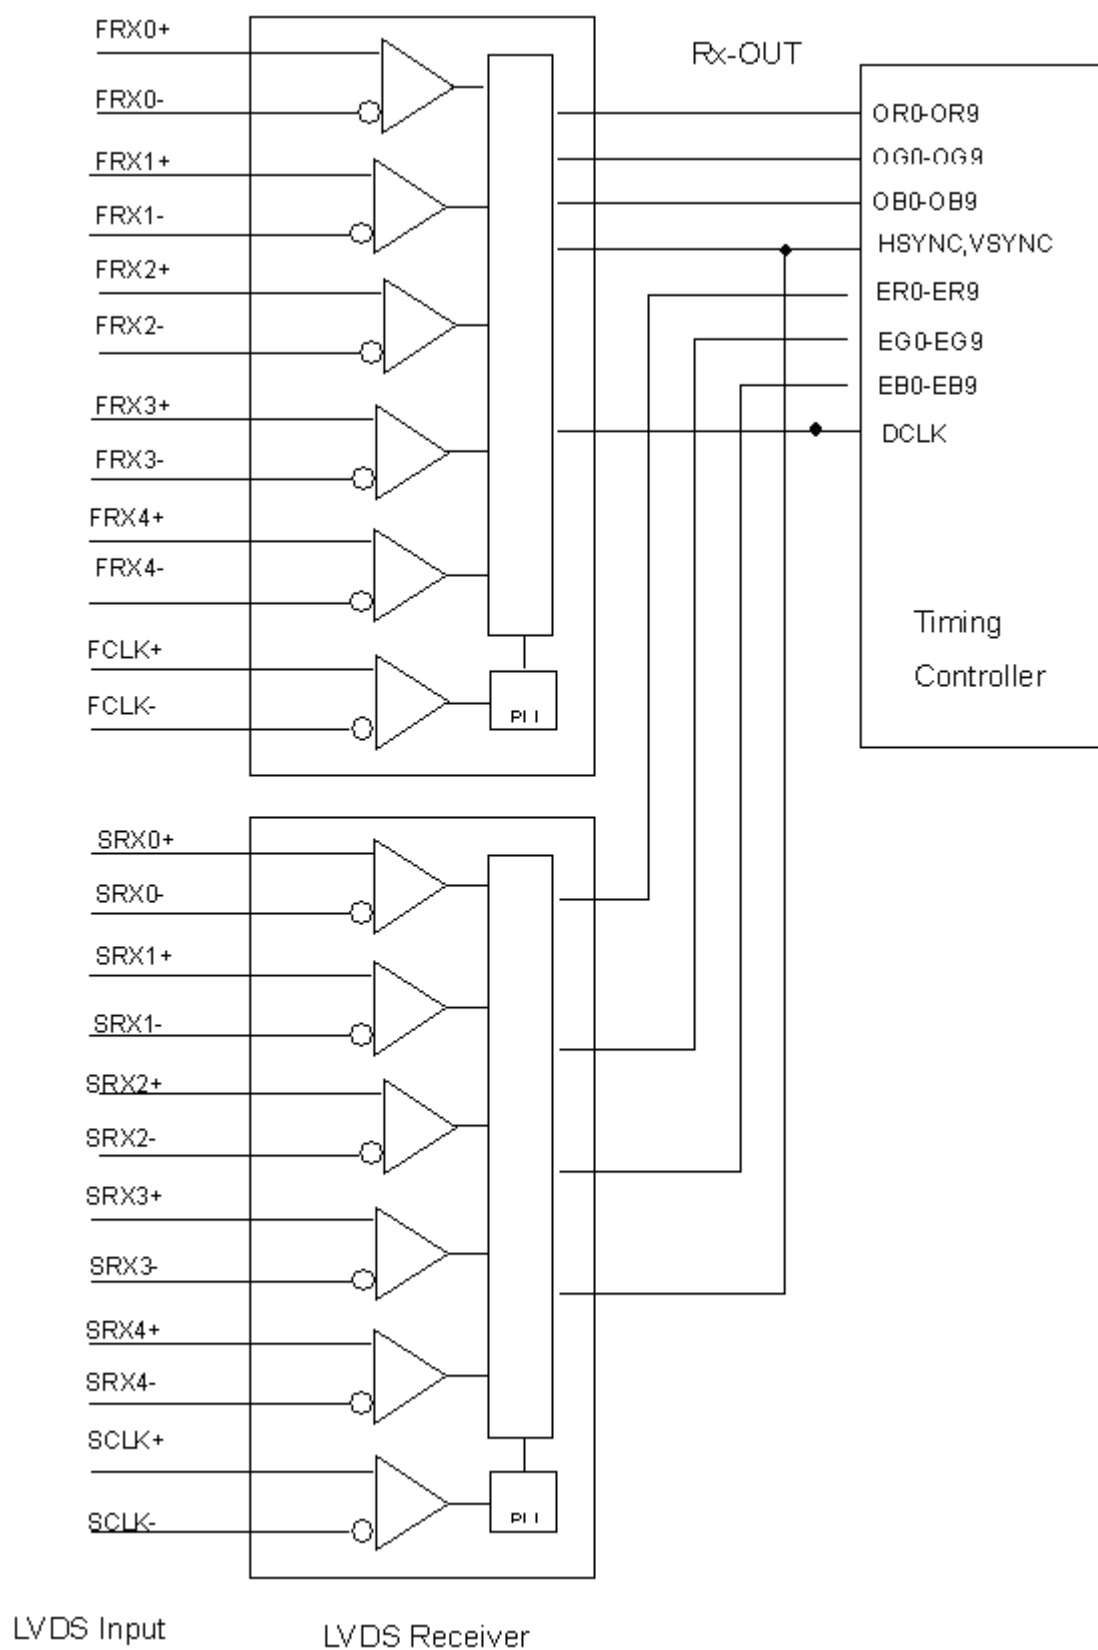 FRX0+
FRX0-
FRX1+
FRX1-
FRX2+
FRX2-
FRX3+
FRX3-
FRX4+
FRX4-
FCLK+
FCLK-
PLL
Rx-OUT
OR0-OR9
OG0-OG9
OB0-OB9
HSYNC,VSYNC
ER0-ER9
EG0-EG9
EB0-EB9
DCLK
Timing
Controller
SRX0+
SRX0-
SRX1+
SRX1-
SRX2+
SRX2-
SRX3+
SRX3-
SRX4+
SRX4-
SCLK+
SCLK-
PLL
LVDS Input
LVDS Receiver